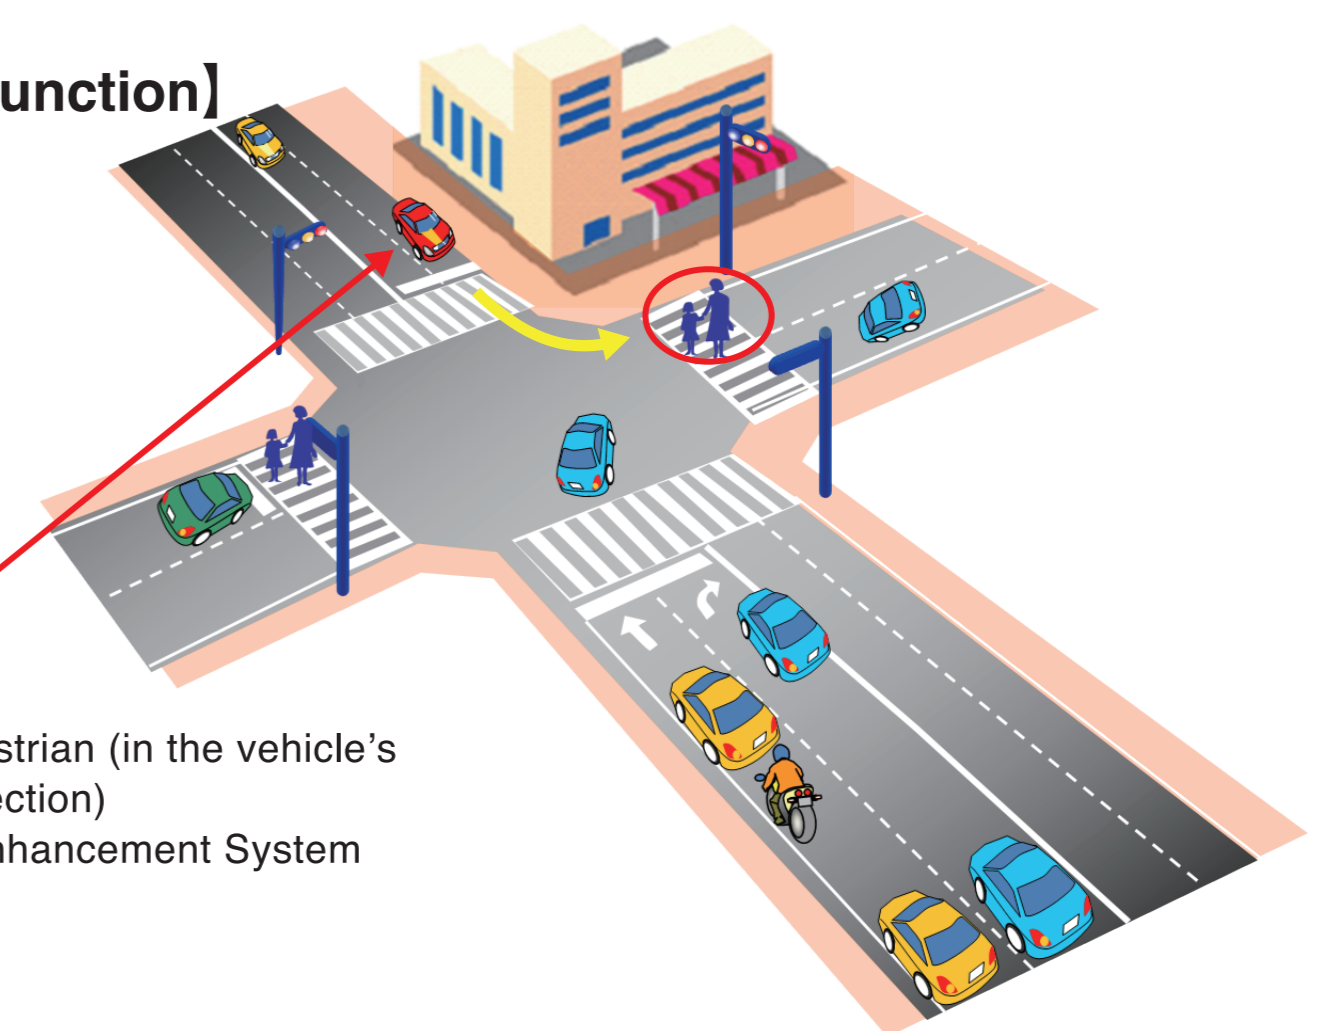 unction】
strian (in the vehicle’s
ection)
nhancement System